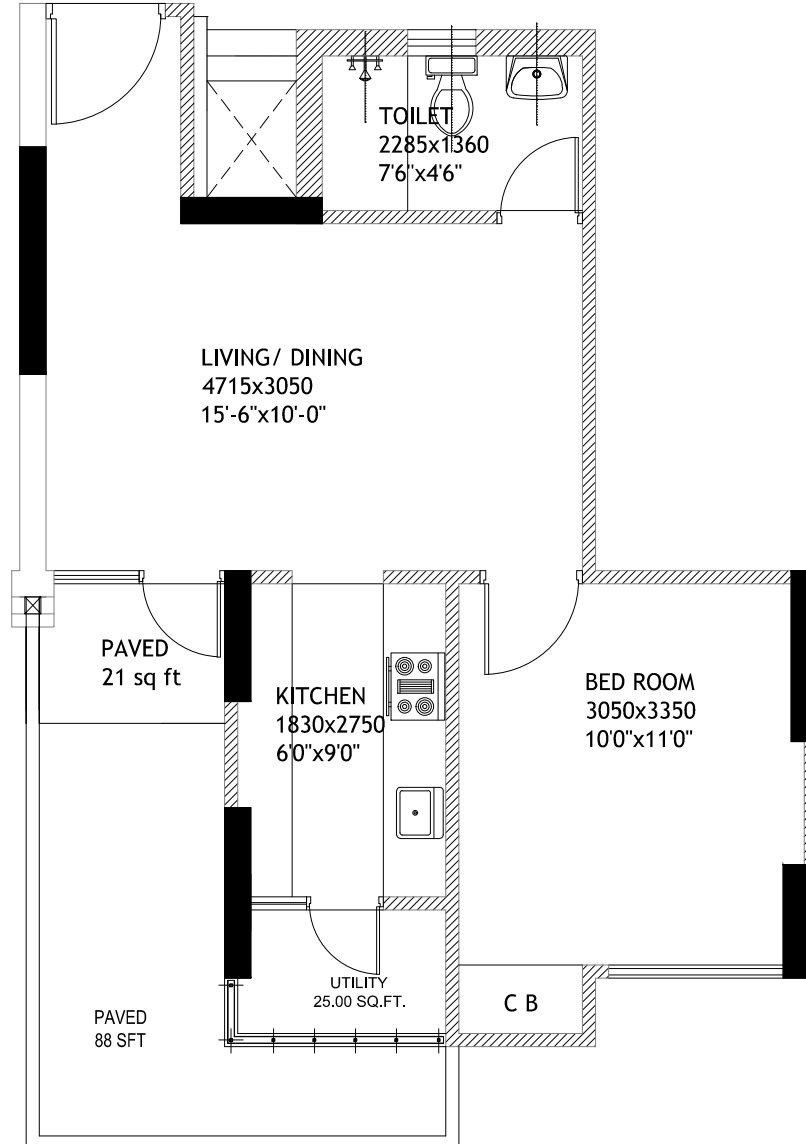 TOILET
2285x1360
7'6"x4'6"
LIVING/ DINING
4715x3050
15'-6"x10'-0"
PAVED
21 sq ft
KITCHEN
1830x2750
6'0"x9'0"
BED ROOM
3050x3350
10'0"x11'0"
UTILITY
25.00 SQ.FT.
C B
PAVED
88 SFT